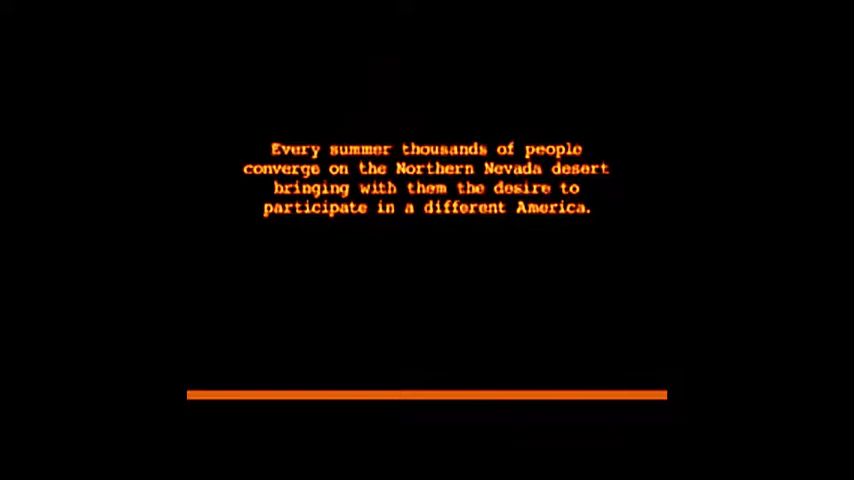 Every summer thousands of people
converge on the Northern Nevada desert
bringing with them the desire to
participate in a different America.